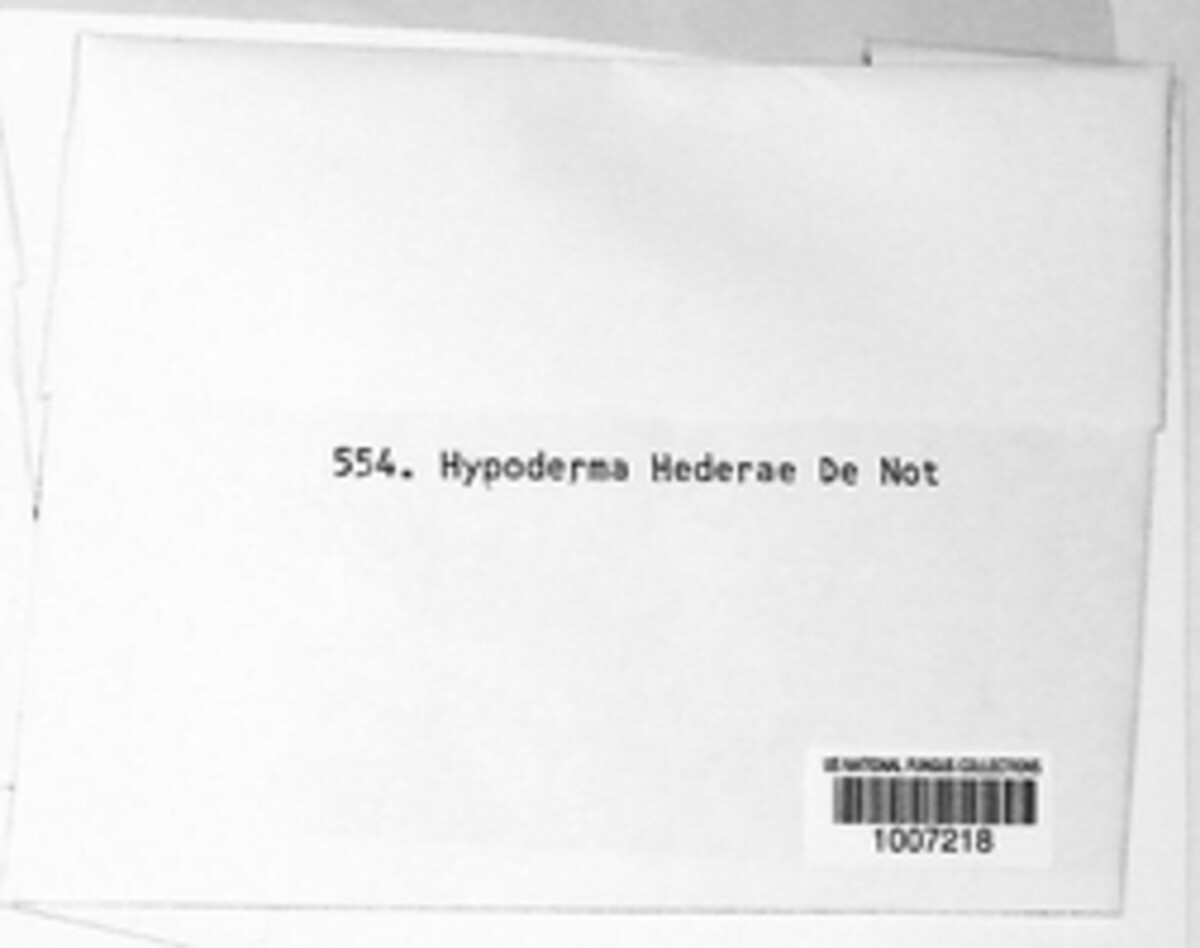 554. Hypoderma Hederae De Not
US NATIONAL FUNGUS COLLECTIONS
1007218